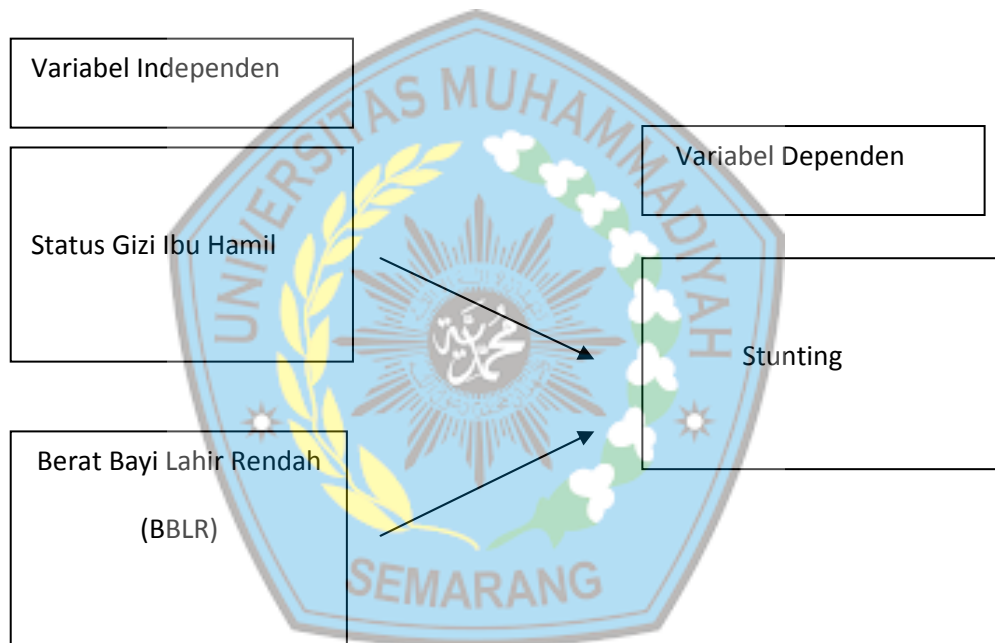 Variabel Independen
Variabel Dependen
Status Gizi Ibu Hamil
Stunting
Berat Bayi Lahir Rendah
(BBLR)
UNIVERSITAS MUHAMMADIYAH
SEMARANG